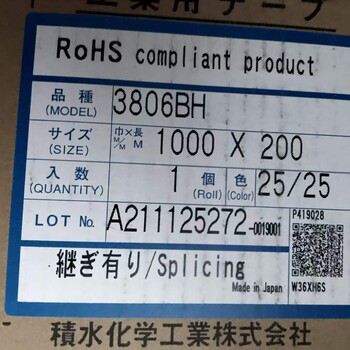 工業用テープ
RoHS compliant product
品種 (MODEL) 3806BH
サイズ (SIZE) 巾×長 M/M M 1000 X 200
入数 (QUANTITY) 1 個 (Roll) 色 (Color) 25/25
LOT No. A211125272-0019001
P419028
継ぎ有り/Splicing
Made in Japan
W36XH6S
積水化学工業株式会社